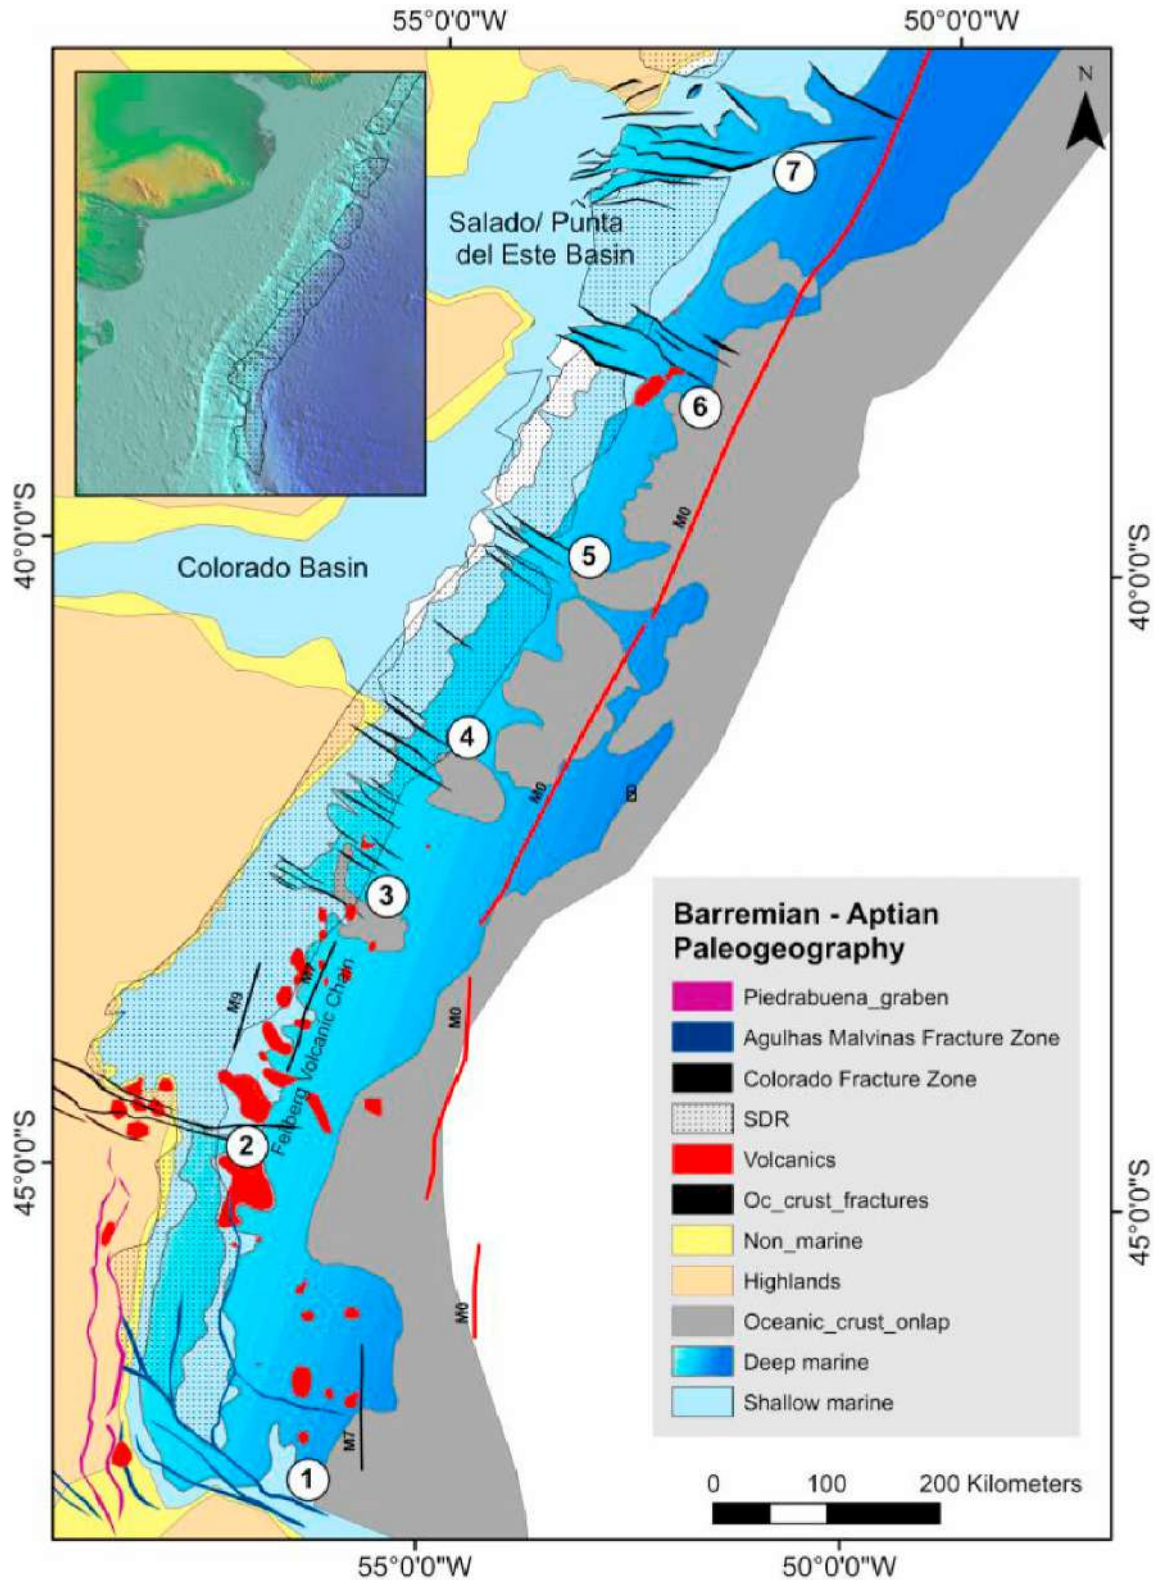 55°0'0"W
50°0'0"W
N
7
Salado/ Punta
del Este Basin
6
M0
40°0'0"S
5
Colorado Basin
40°0'0"S
4
M0
3
M7
M9
Fellberg Volcanic Chain
M0
2
45°0'0"S
45°0'0"S
M0
M7
1
Barremian - Aptian
Paleogeography
Piedrabuena_graben
Agulhas Malvinas Fracture Zone
Colorado Fracture Zone
SDR
Volcanics
Oc_crust_fractures
Non_marine
Highlands
Oceanic_crust_onlap
Deep marine
Shallow marine
0 100 200 Kilometers
55°0'0"W
50°0'0"W